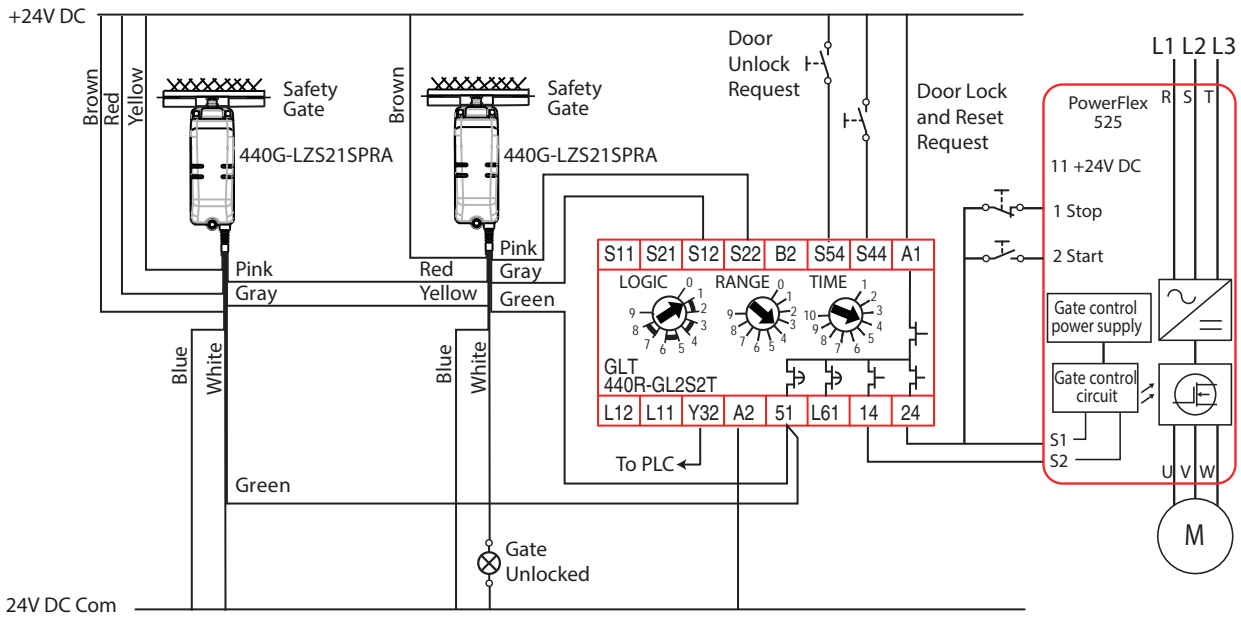 +24V DC
Brown
Red
Yellow
Safety
Gate
440G-LZS21SPRA
Brown
Safety
Gate
440G-LZS21SPRA
Door
Unlock
Request
Door Lock
and Reset
Request
L1 L2 L3
R S T
PowerFlex
525
11 +24V DC
1 Stop
2 Start
Gate control
power supply
Gate control
circuit
S1
S2
U V W
M
Pink
Gray
Red
Yellow
Pink
Gray
Green
S11 S21 S12 S22 B2 S54 S44 A1
LOGIC
0
1
2
3
4
5
6
7
8
9
RANGE
0
1
2
3
4
5
6
7
8
9
TIME
1
2
3
4
5
6
7
8
9
10
GLT
440R-GL2S2T
L12 L11 Y32 A2 51 L61 14 24
To PLC
Blue
White
Blue
White
Green
Gate
Unlocked
24V DC Com